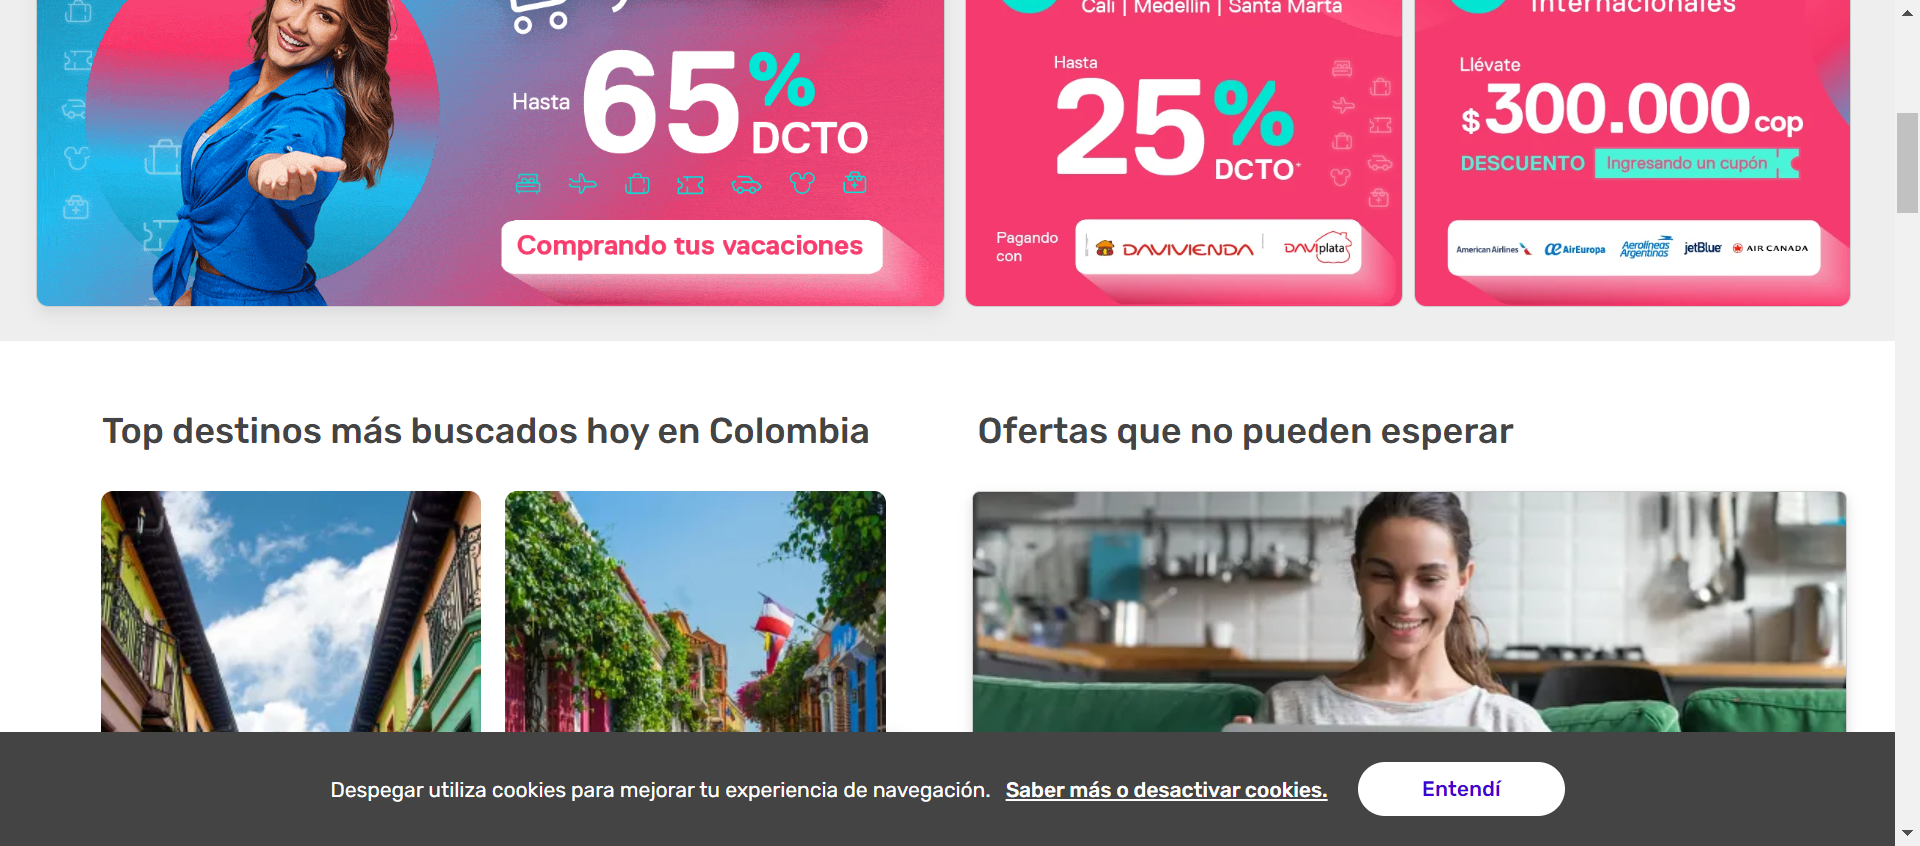 Hasta 65% DCTO
Comprando tus vacaciones
Cali | Medellín | Santa Marta
Hasta
25% DCTO*
Pagando con
DAVIVIENDA
DAVIplata
Internacionales
Llévate
$300.000 cop
DESCUENTO Ingresando un cupón
American Airlines AirEuropa Aerolíneas Argentinas jetBlue AIR CANADA
Top destinos más buscados hoy en Colombia
Ofertas que no pueden esperar
Despegar utiliza cookies para mejorar tu experiencia de navegación. Saber más o desactivar cookies. Entendí